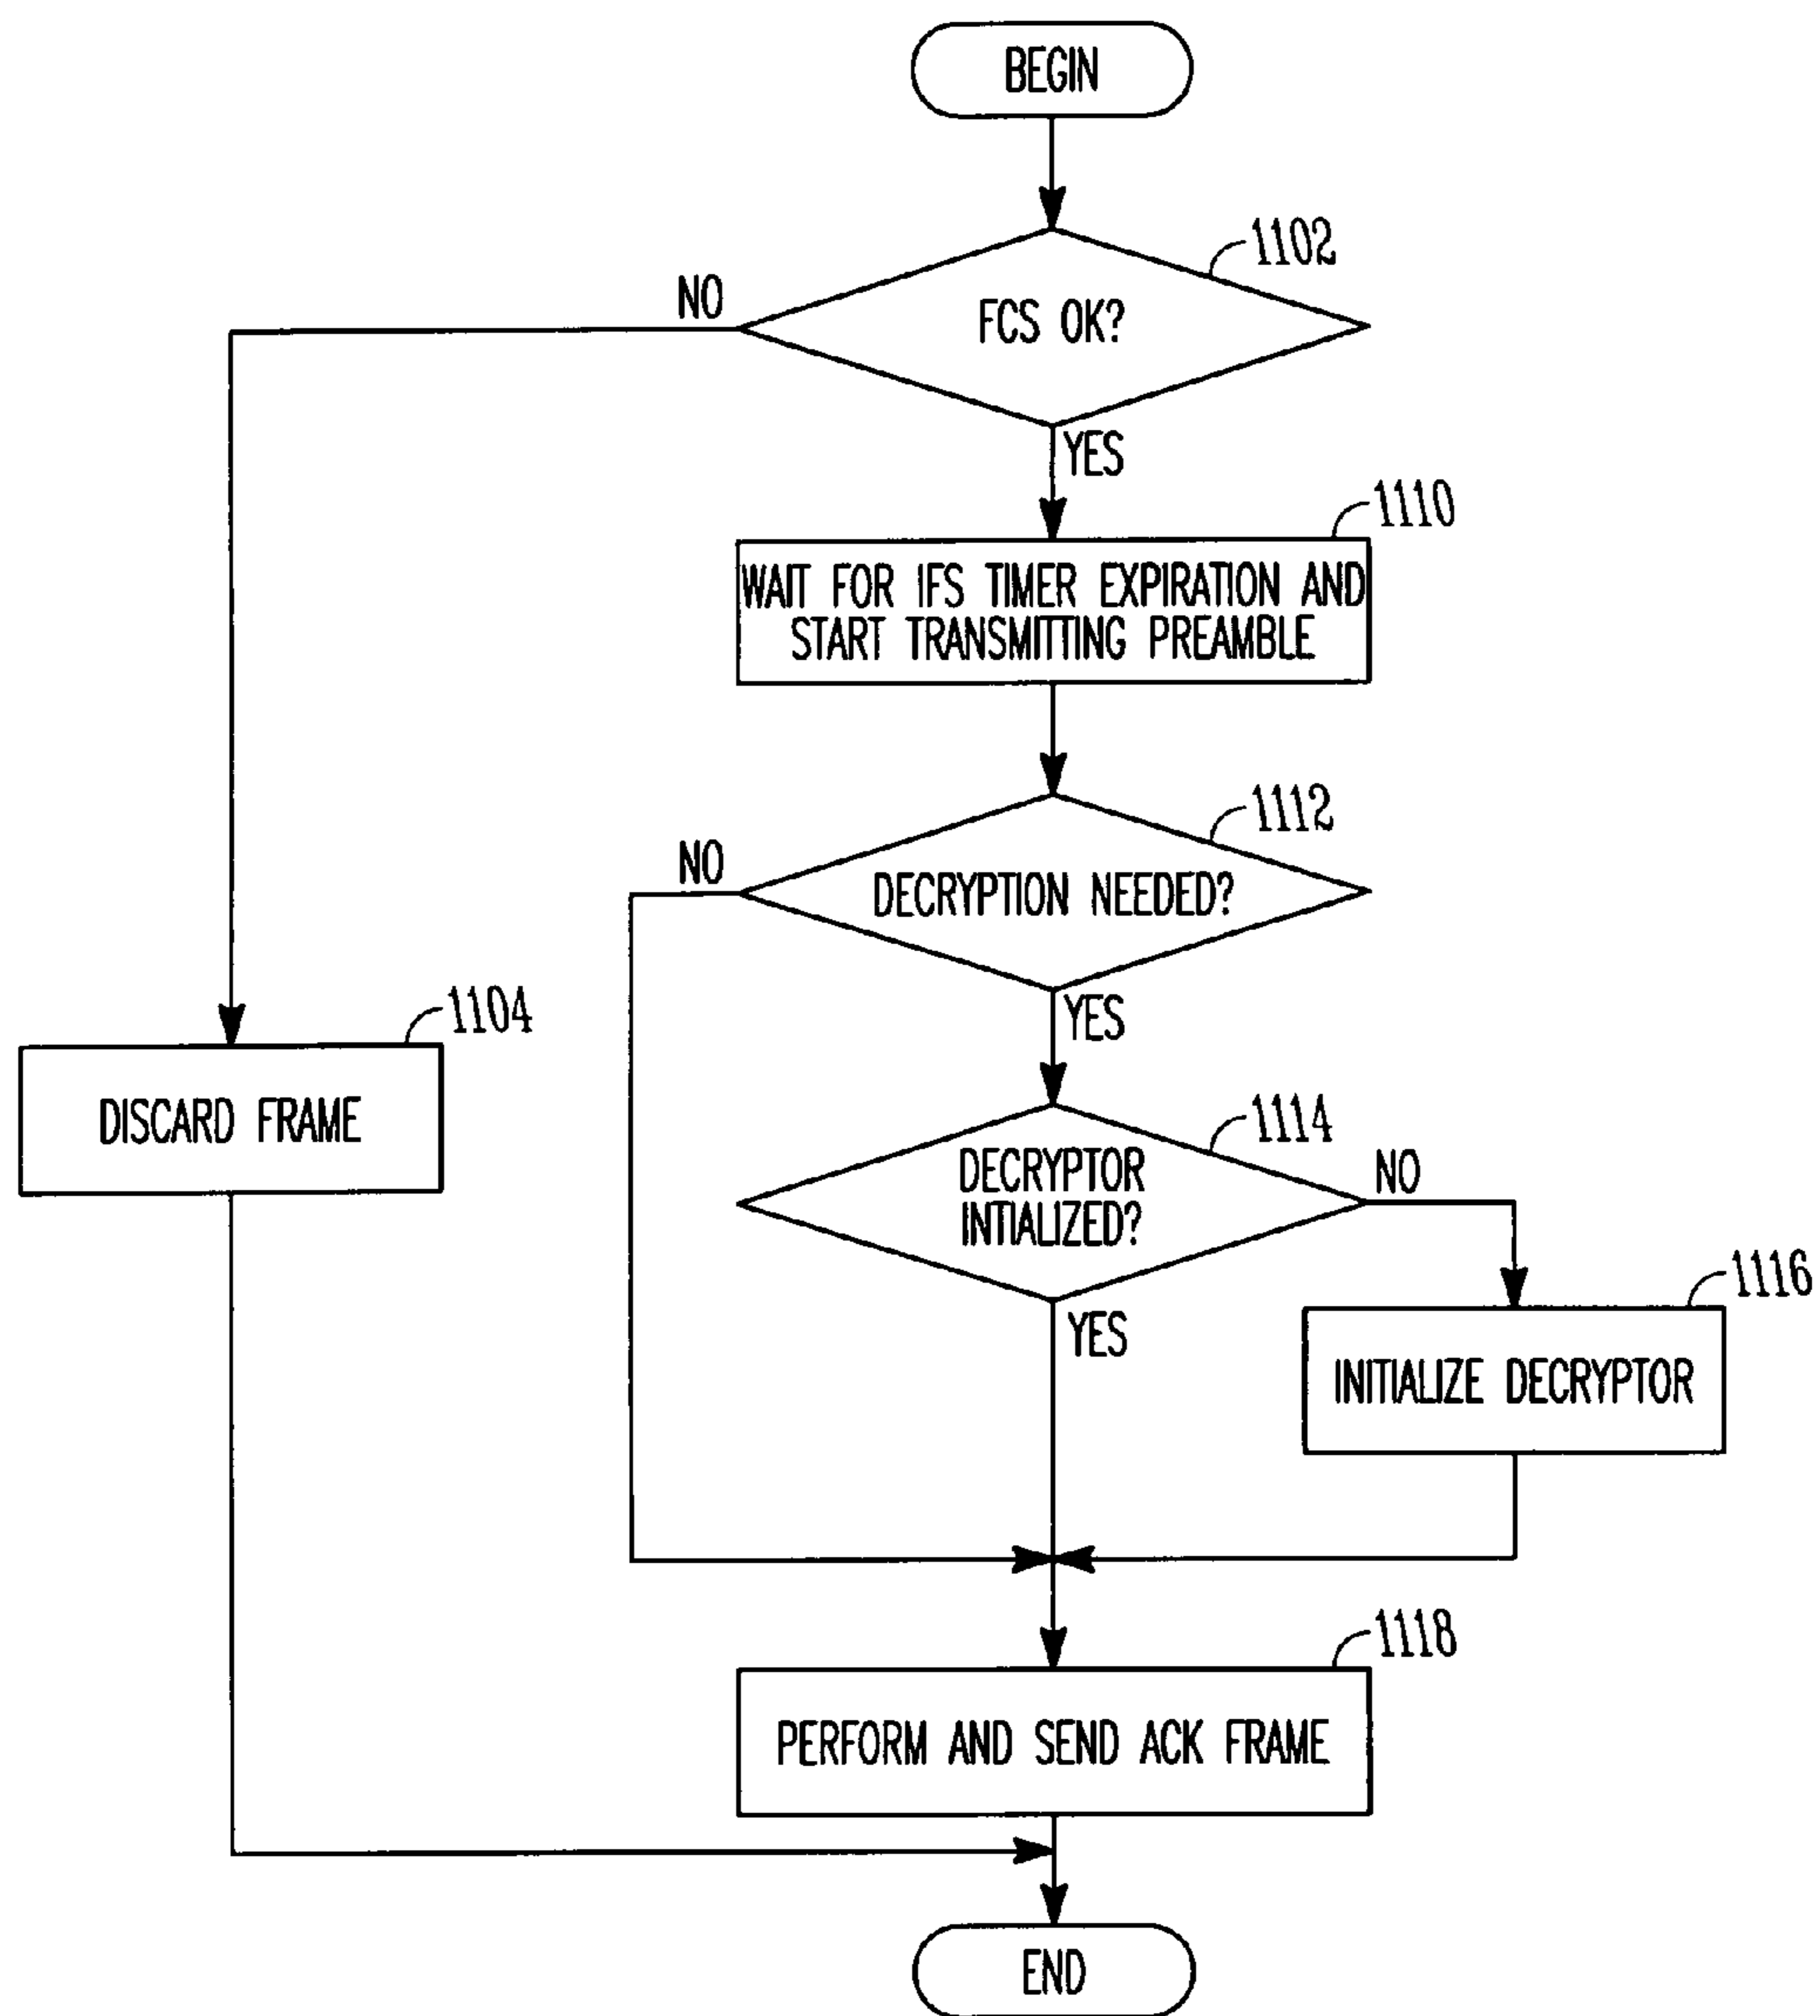 BEGIN
1102
NO
FCS OK?
YES
1110
WAIT FOR IFS TIMER EXPIRATION AND
START TRANSMITTING PREAMBLE
1112
NO
DECRYPTION NEEDED?
YES
1104
DISCARD FRAME
1114
DECRYPTOR
INTIALIZED?
NO
YES
1116
INITIALIZE DECRYPTOR
1118
PERFORM AND SEND ACK FRAME
END